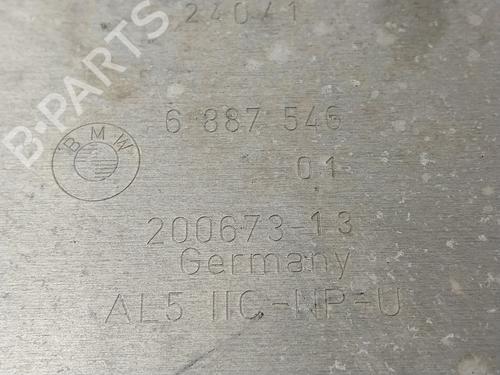 24041
6 887 546
BMW
01
200673-13
Germany
AL5 IIC-NP-U
B-PARTS